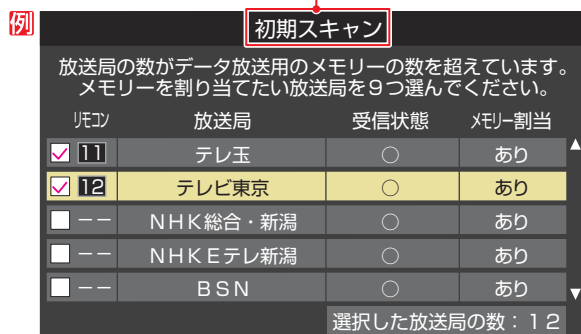 例
初期スキャン
放送局の数がデータ放送用のメモリーの数を超えています。
メモリーを割り当てたい放送局を９つ選んでください。
リモコン 放送局 受信状態 メモリー割当
11 テレ玉 ○ あり
12 テレビ東京 ○ あり
－－ ＮＨＫ総合・新潟 ○ あり
－－ ＮＨＫＥテレ新潟 ○ あり
－－ ＢＳＮ ○ あり
選択した放送局の数：１２